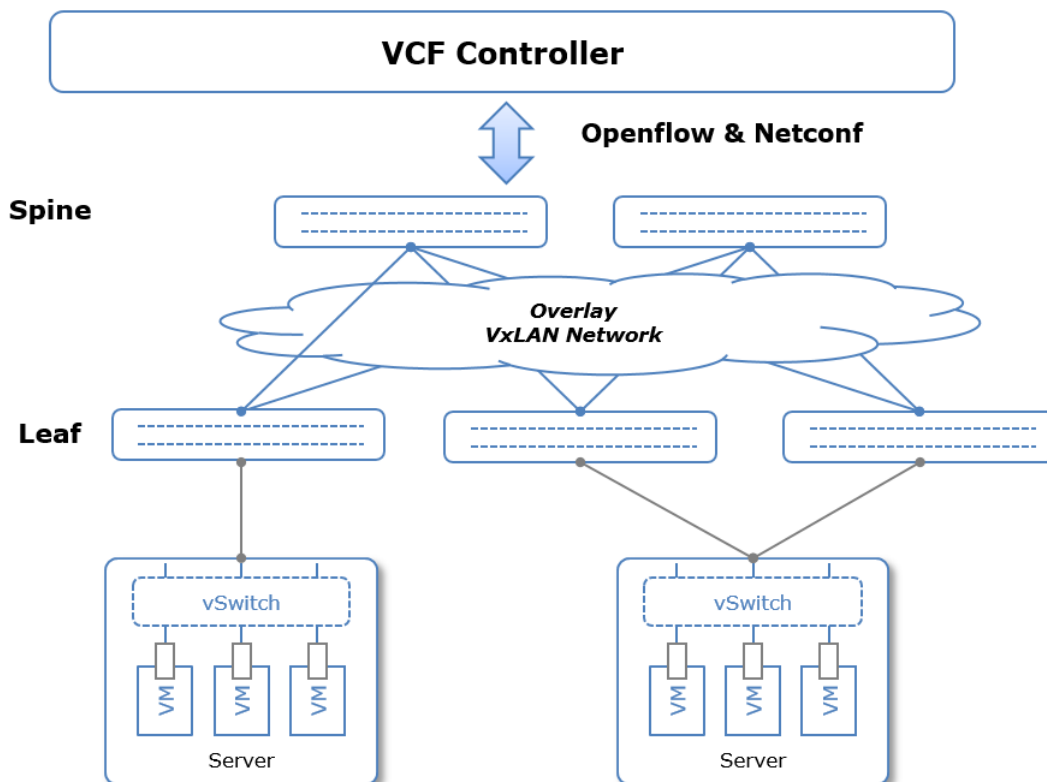 VCF Controller
Openflow & Netconf
Spine
Overlay
VxLAN Network
Leaf
vSwitch
vSwitch
VM
VM
VM
VM
VM
VM
Server
Server